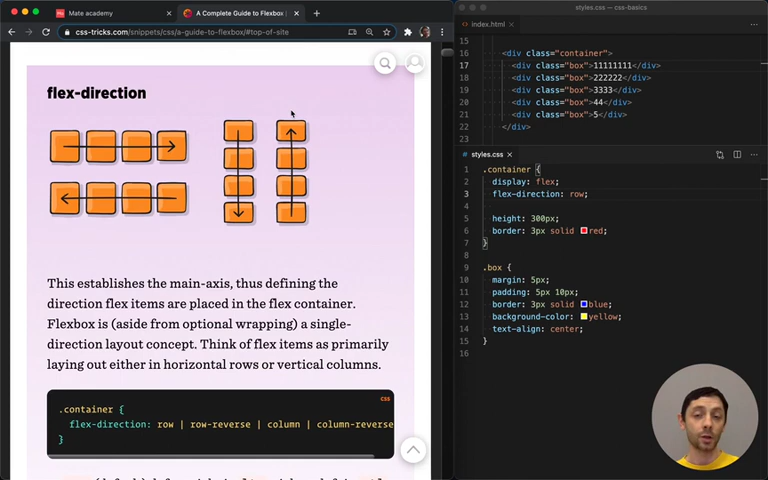 Mate academy
A Complete Guide to Flexbox |
css-tricks.com/snippets/css/a-guide-to-flexbox/#top-of-site
flex-direction
This establishes the main-axis, thus defining the
direction flex items are placed in the flex container.
Flexbox is (aside from optional wrapping) a single-
direction layout concept. Think of flex items as primarily
laying out either in horizontal rows or vertical columns.
CSS
.container {
flex-direction: row | row-reverse | column | column-reverse
}
styles.css — css-basics
index.html
15
16 <div class="container">
17 <div class="box">11111111</div>
18 <div class="box">222222</div>
19 <div class="box">3333</div>
20 <div class="box">44</div>
21 <div class="box">5</div>
22 </div>
23
styles.css
1 .container {
2 display: flex;
3 flex-direction: row;
4
5 height: 300px;
6 border: 3px solid red;
7 }
8
9 .box {
10 margin: 5px;
11 padding: 5px 10px;
12 border: 3px solid blue;
13 background-color: yellow;
14 text-align: center;
15 }
16